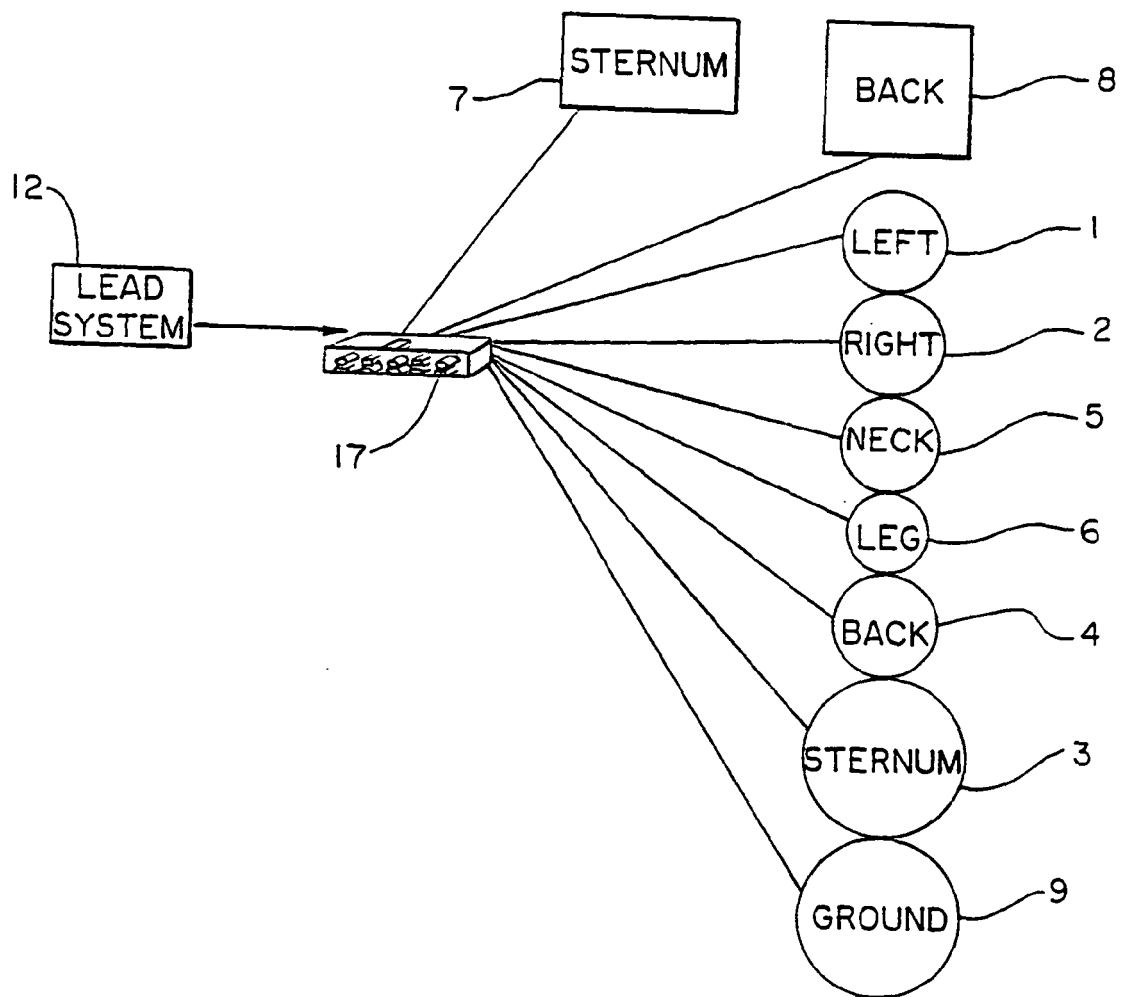 STERNUM
7
BACK
8
12
LEAD
SYSTEM
LEFT
1
RIGHT
2
17
NECK
5
LEG
6
BACK
4
STERNUM
3
GROUND
9